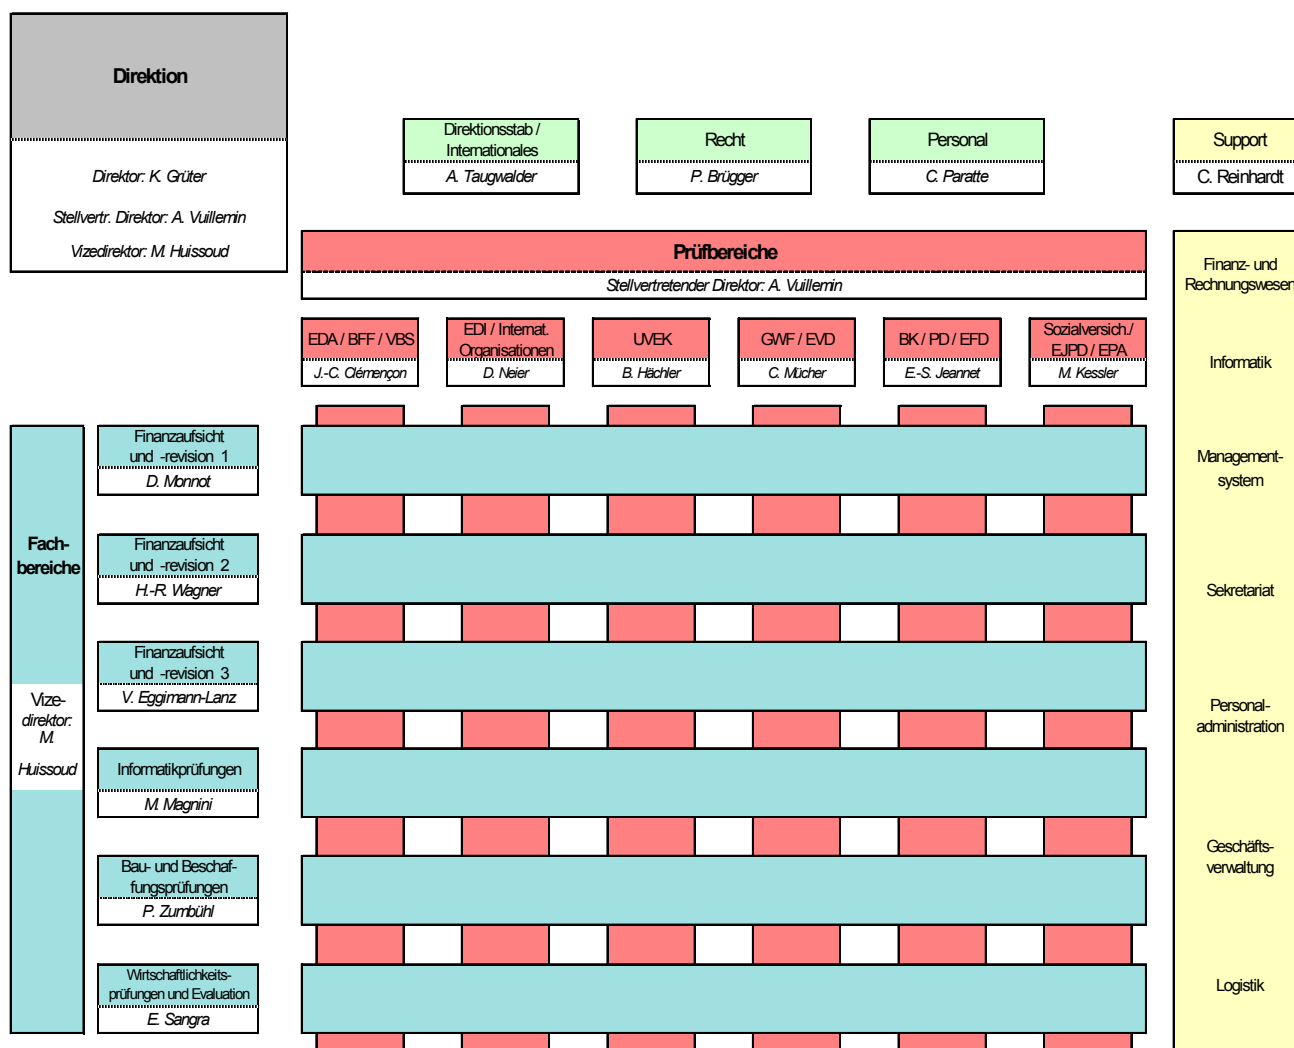 Direktion
Direktor: K. Grüter
Stellvertr. Direktor: A. Vuillemin
Vizedirektor: M. Huissoud
Direktionsstab /
Internationales
A. Taugwalder
Recht
P. Brügger
Personal
C. Paratte
Support
C. Reinhardt
Prüfbereiche
Stellvertretender Direktor: A. Vuillemin
EDA / BFF / VBS
J.-C. Clémençon
EDI / Internat.
Organisationen
D. Neier
UVEK
B. Hächler
GWF / EVD
C. Mücher
BK / PD / EFD
E.-S. Jeannet
Sozialversich./
EJPD / EPA
M. Kessler
Finanz- und
Rechnungswesen
Informatik
Management-
system
Sekretariat
Personal-
administration
Geschäfts-
verwaltung
Logistik
Fach-
bereiche
Vize-
direktor:
M.
Huissoud
Finanzaufsicht
und -revision 1
D. Monnot
Finanzaufsicht
und -revision 2
H.-R. Wagner
Finanzaufsicht
und -revision 3
V. Eggimann-Lanz
Informatikprüfungen
M. Magnini
Bau- und Beschaf-
fungsprüfungen
P. Zumbühl
Wirtschaftlichkeits-
prüfungen und Evaluation
E. Sangra